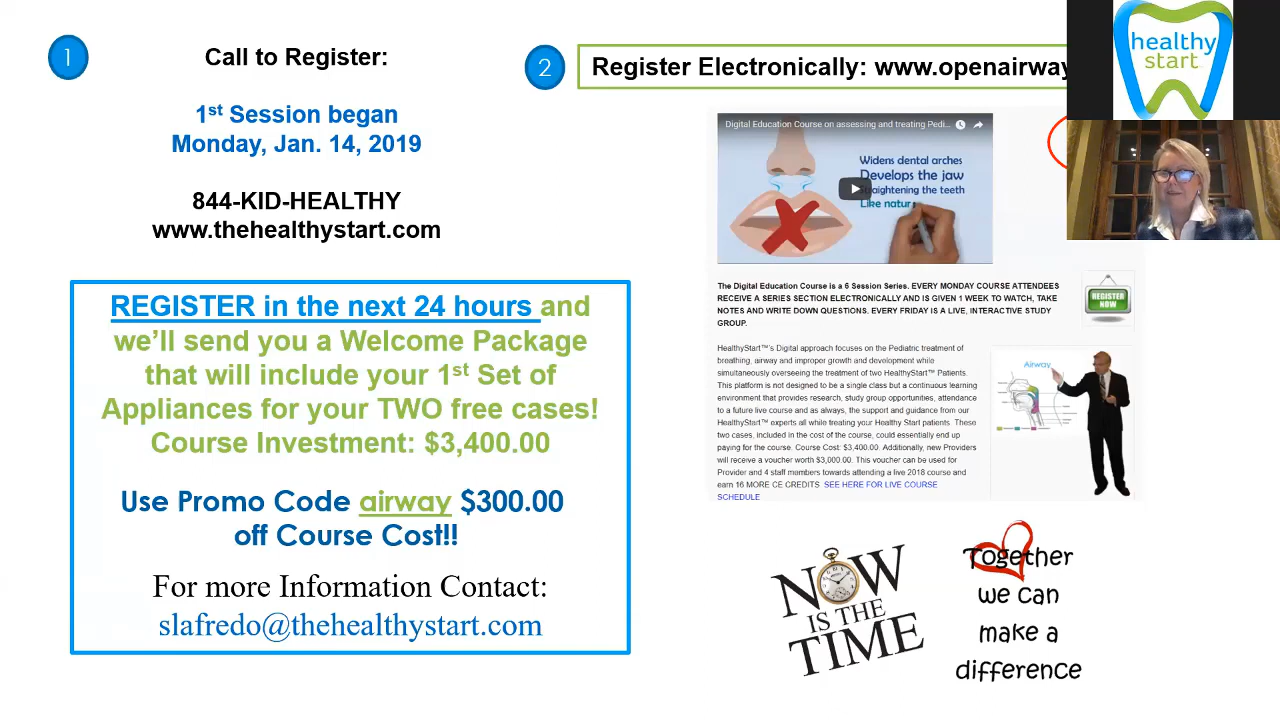 1
Call to Register:
1st Session began
Monday, Jan. 14, 2019
844-KID-HEALTHY
www.thehealthystart.com
REGISTER in the next 24 hours and
we'll send you a Welcome Package
that will include your 1st Set of
Appliances for your TWO free cases!
Course Investment: $3,400.00
Use Promo Code airway $300.00
off Course Cost!!
For more Information Contact:
slafredo@thehealthystart.com
2
Register Electronically: www.openairway
healthy
start
Digital Education Course on assessing and treating Pedi...
Widens dental arches
Develops the jaw
Straightening the teeth
Like natur
The Digital Education Course is a 6 Session Series. EVERY MONDAY COURSE ATTENDEES
RECEIVE A SERIES SECTION ELECTRONICALLY AND IS GIVEN 1 WEEK TO WATCH, TAKE
NOTES AND WRITE DOWN QUESTIONS. EVERY FRIDAY IS A LIVE, INTERACTIVE STUDY
GROUP.
REGISTER
NOW
HealthyStart™'s Digital approach focuses on the Pediatric treatment of
breathing, airway and improper growth and development while
simultaneously overseeing the treatment of two HealthyStart™ Patients.
This platform is not designed to be a single class but a continuous learning
environment that provides research, study group opportunities, attendance
to a future live course and as always, the support and guidance from our
HealthyStart™ experts all while treating your Healthy Start patients. These
two cases, included in the cost of the course, could essentially end up
paying for the course. Course Cost: $3,400.00. Additionally, new Providers
will receive a voucher worth $3,000.00. This voucher can be used for
Provider and 4 staff members towards attending a live 2018 course and
earn 16 MORE CE CREDITS. SEE HERE FOR LIVE COURSE
SCHEDULE
Airway
NOW
IS THE
TIME
Together
we can
make a
difference